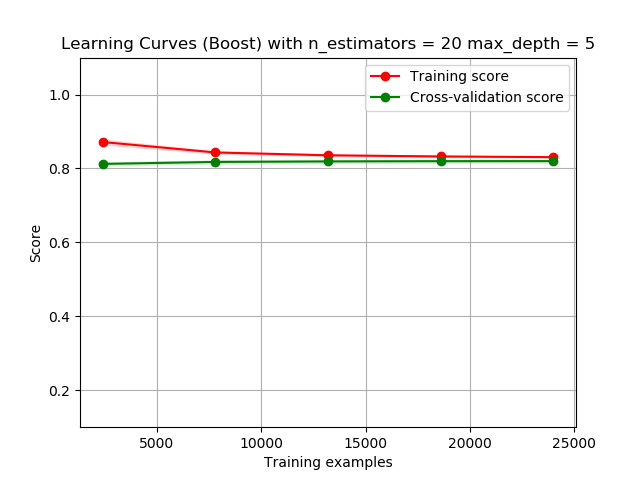 Learning Curves (Boost) with n_estimators = 20 max_depth = 5
Training score
Cross-validation score
1.0
0.8
0.6
0.4
0.2
Score
5000
10000
15000
20000
25000
Training examples